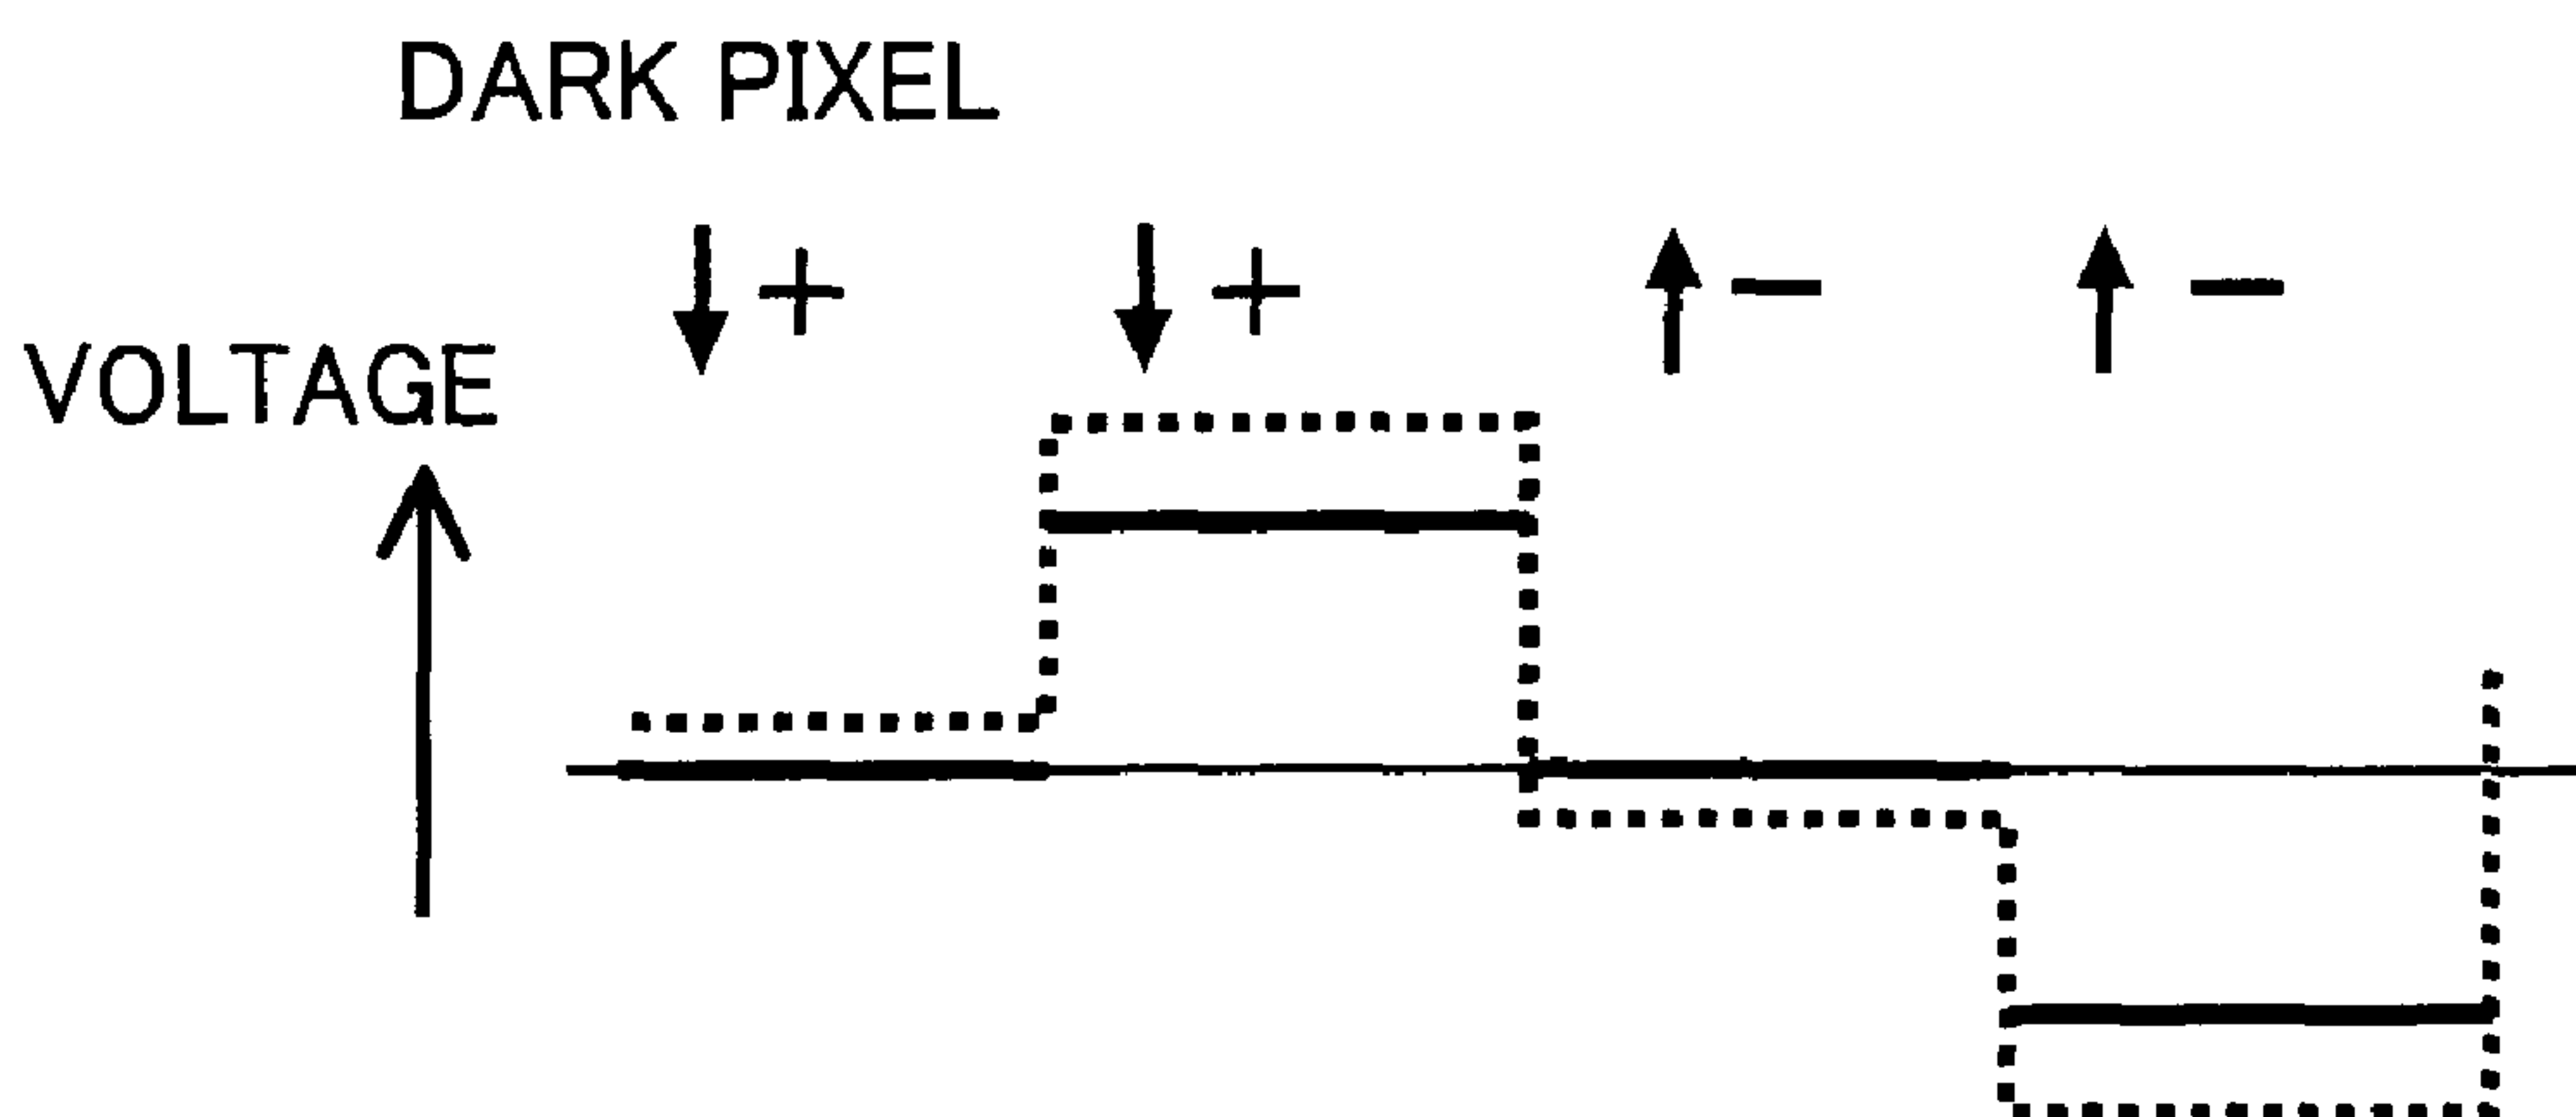 DARK PIXEL
+ + − −
VOLTAGE